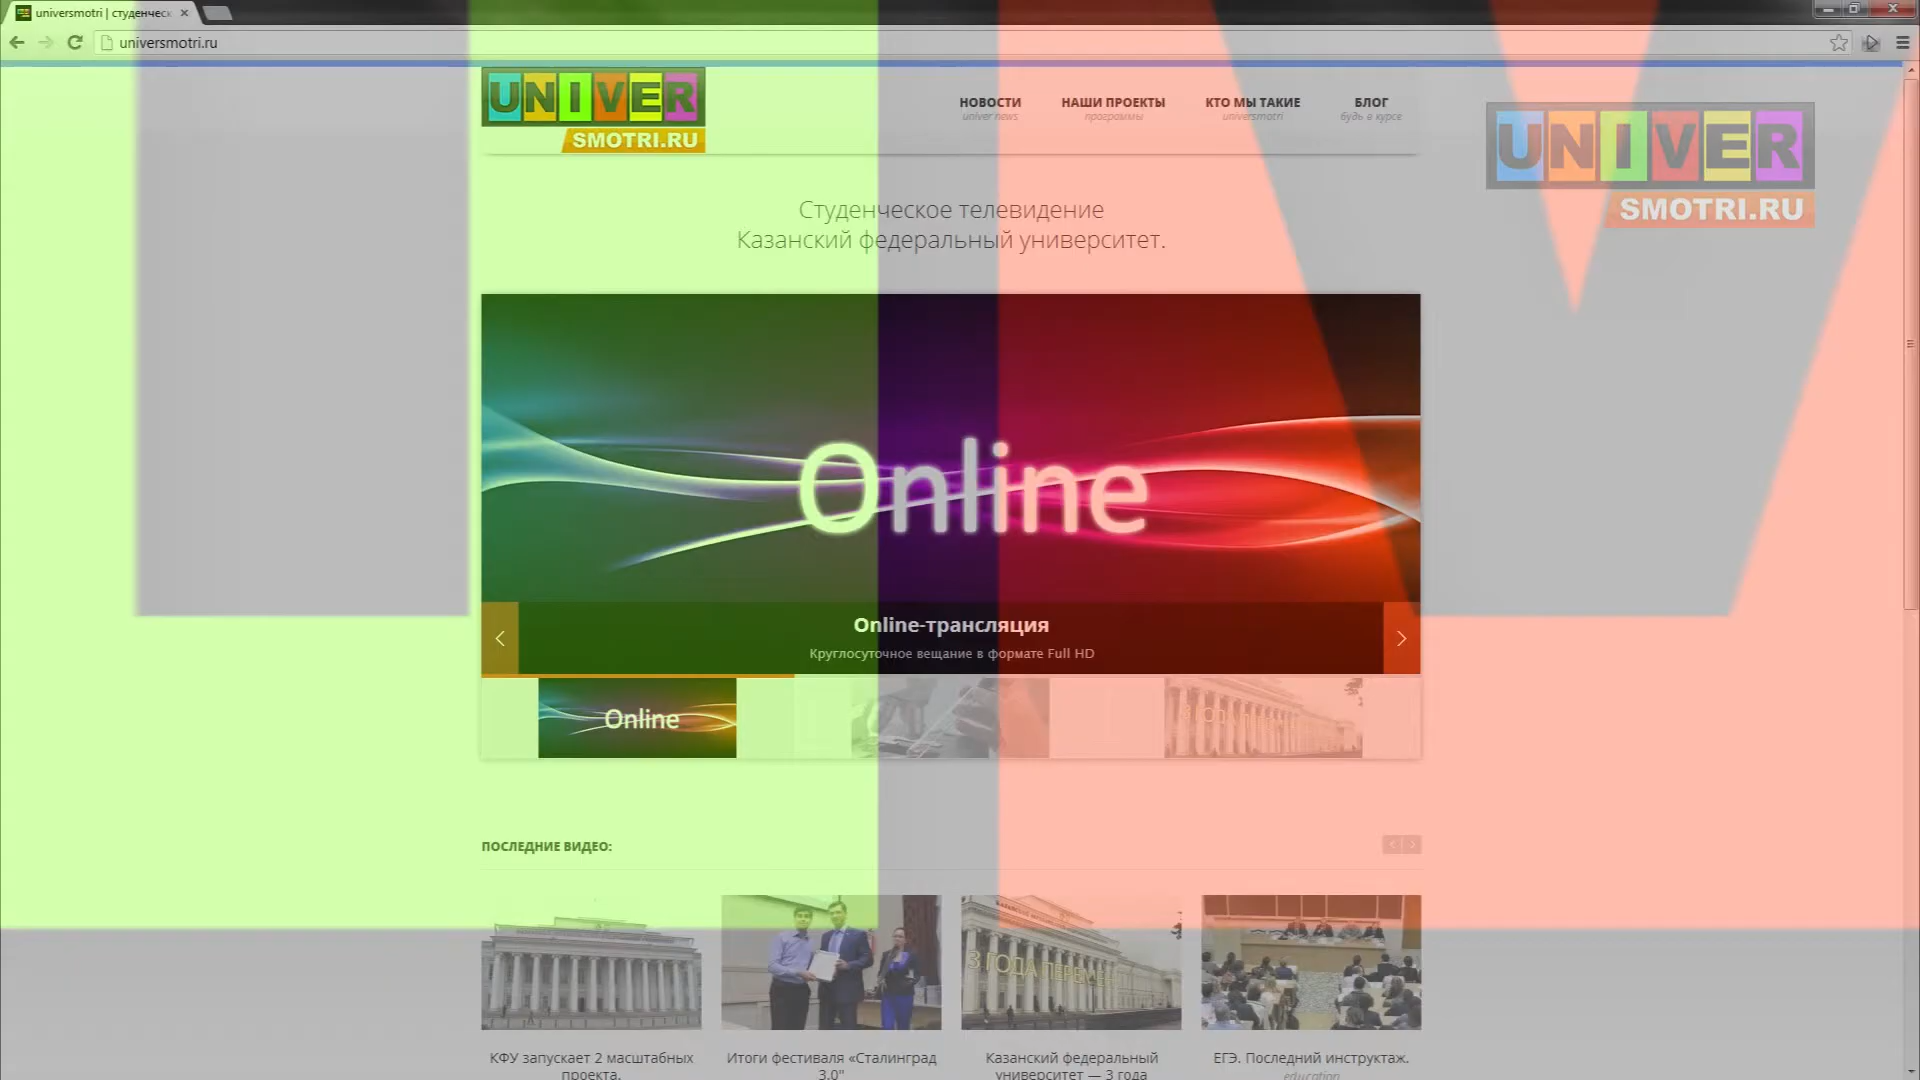 universmotri | студенческ
universmotri.ru
UNIVER
SMOTRI.RU
НОВОСТИ
univer news
НАШИ ПРОЕКТЫ
программы
КТО МЫ ТАКИЕ
universmotri
БЛОГ
будь в курсе
UNIVER
SMOTRI.RU
Студенческое телевидение
Казанский федеральный университет.
Online
Online-трансляция
Круглосуточное вещание в формате Full HD
Online
ПОСЛЕДНИЕ ВИДЕО:
3 ГОДА ПЕРЕМЕН
КФУ запускает 2 масштабных
проекта.
Итоги фестиваля «Сталинград
3.0"
Казанский федеральный
университет — 3 года
ЕГЭ. Последний инструктаж.
education